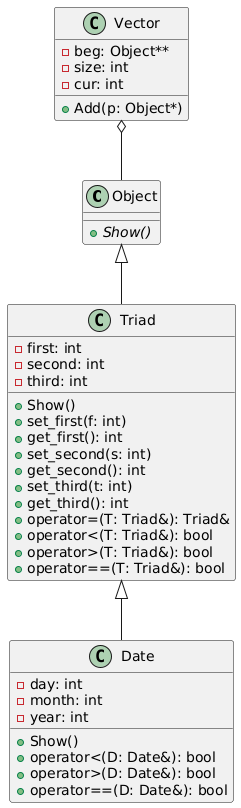 C Vector
beg: Object**
size: int
cur: int
Add(p: Object*)
C Object
Show()
C Triad
first: int
second: int
third: int
Show()
set_first(f: int)
get_first(): int
set_second(s: int)
get_second(): int
set_third(t: int)
get_third(): int
operator=(T: Triad&): Triad&
operator<(T: Triad&): bool
operator>(T: Triad&): bool
operator==(T: Triad&): bool
C Date
day: int
month: int
year: int
Show()
operator<(D: Date&): bool
operator>(D: Date&): bool
operator==(D: Date&): bool